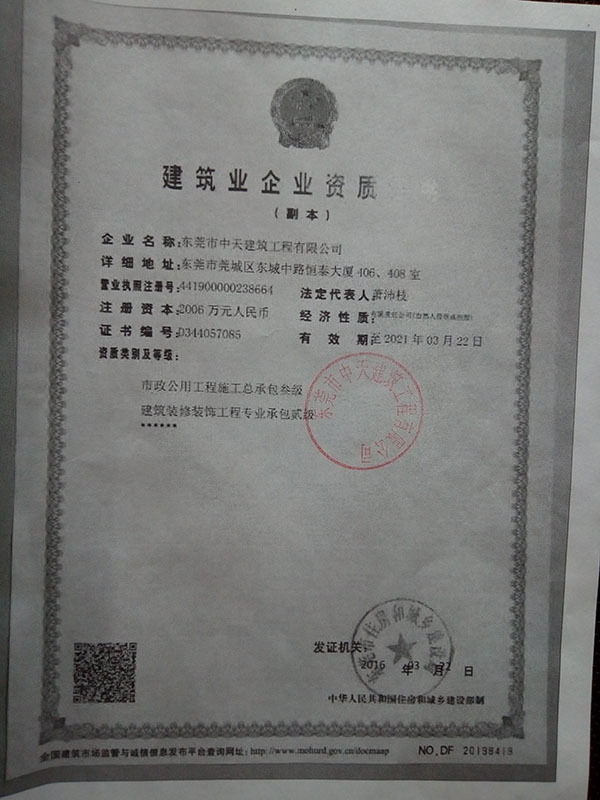 建筑业企业资质
（副本）
企业名称:东莞市中天建筑工程有限公司
详细地址:东莞市莞城区东城中路恒泰大厦406、408室
营业执照注册号:441900000238664 法定代表人萧沛枝
注册资本:2006万元人民币 经济性质:有限责任公司(自然人投资或控股)
证书编号:D344057085 有效期至2021年03月22日
资质类别及等级:
市政公用工程施工总承包叁级
建筑装修装饰工程专业承包贰级
******
东莞市中天建筑工程有限公司
发证机关:
东莞市住房和城乡建设局
2016年03月22日
中华人民共和国住房和城乡建设部制
全国建筑市场监管与诚信信息发布平台查询网址: http://www.mohurd.gov.cn/docmaap NO.DF 20198419